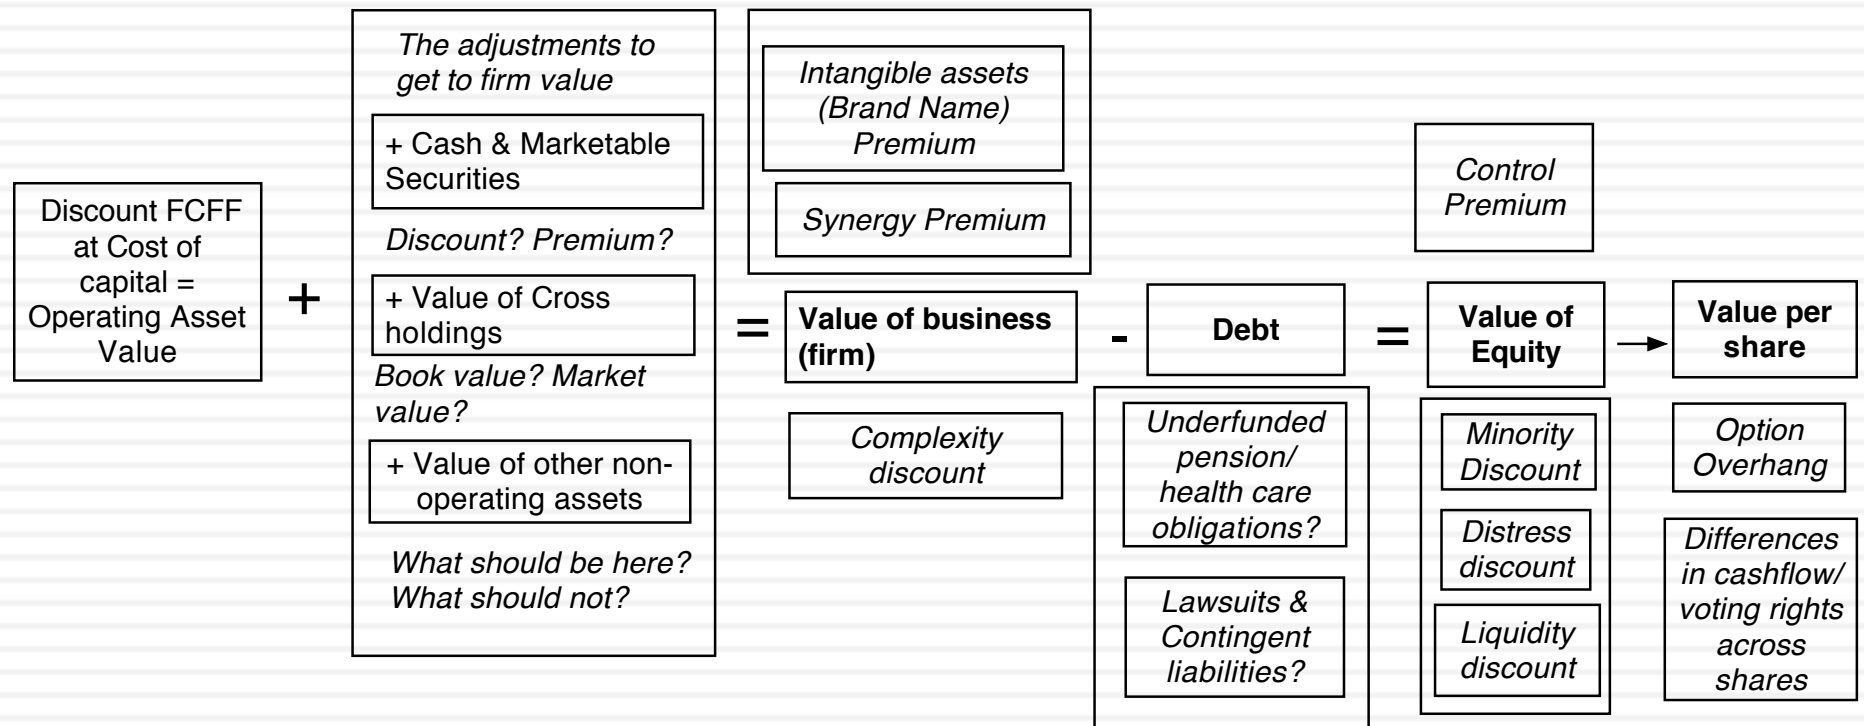 Discount FCFF
at Cost of
capital =
Operating Asset
Value
+
The adjustments to
get to firm value
+ Cash & Marketable
Securities
Discount? Premium?
+ Value of Cross
holdings
Book value? Market
value?
+ Value of other non-
operating assets
What should be here?
What should not?
=
Intangible assets
(Brand Name)
Premium
Synergy Premium
Value of business
(firm)
Complexity
discount
-
Debt
Underfunded
pension/
health care
obligations?
Lawsuits &
Contingent
liabilities?
=
Control
Premium
Value of
Equity
Minority
Discount
Distress
discount
Liquidity
discount
Value per
share
Option
Overhang
Differences
in cashflow/
voting rights
across
shares